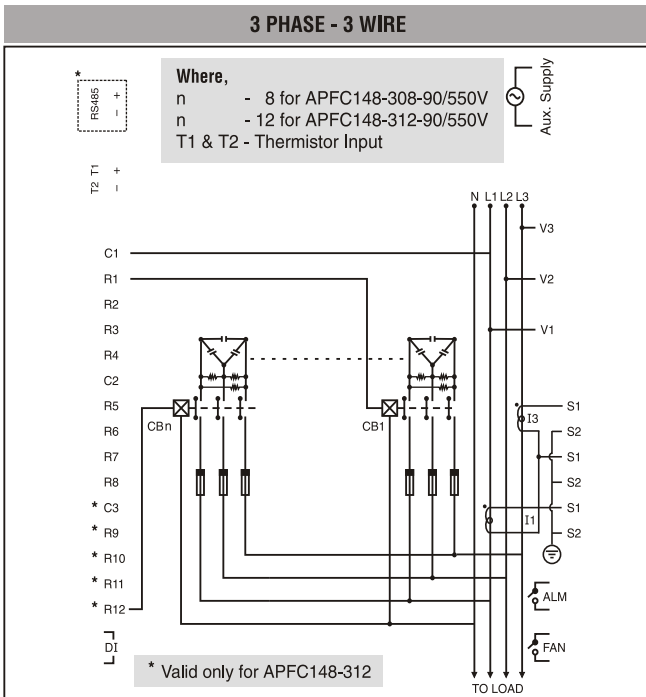 3 PHASE - 3 WIRE
*
RS485 + –
Where,
n - 8 for APFC148-308-90/550V
n - 12 for APFC148-312-90/550V
T1 & T2 - Thermistor Input
Aux. Supply
T2 T1 + –
N L1 L2 L3
V3
C1
R1
V2
R2
R3
V1
R4
C2
R5
S1
I3
CBn
CB1
R6
S2
R7
S1
R8
S2
* C3
S1
I1
* R9
S2
* R10
* R11
ALM
* R12
DI
FAN
* Valid only for APFC148-312
TO LOAD